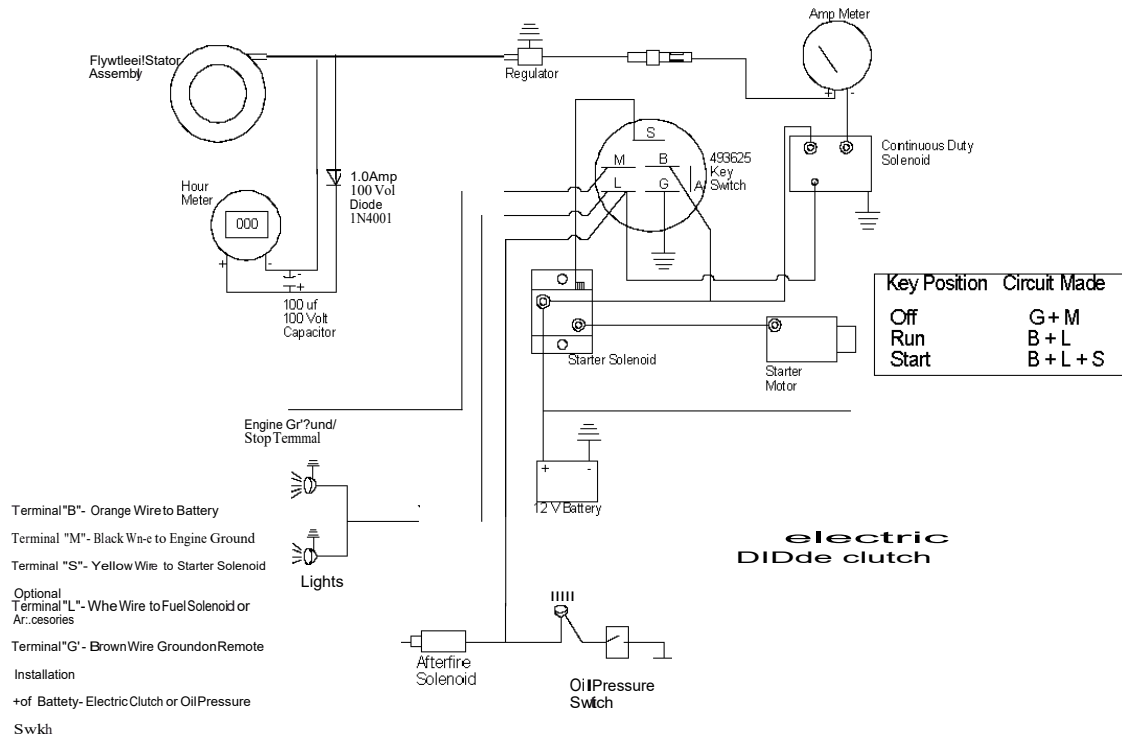 Amp Meter
Flywtleei!Stator
Assembly
Regulator
S
M
B
L
G
A
493625
Key
Switch
Continuous Duty
Solenoid
+
-
Hour
Meter
000
1.0Amp
100 Vol
Diode
1N4001
+
-
-
+
100 uf
100 Volt
Capacitor
Starter Solenoid
Starter
Motor
Key Position Circuit Made
Off G + M
Run B + L
Start B + L + S
Engine Gr'?und/
Stop Temmal
+
-
12 V Battery
Lights
Terminal"B"- Orange Wire to Battery
Terminal "M"- Black Wn-e to Engine Ground
Terminal "S"- Yellow Wire to Starter Solenoid
Optional
Terminal"L"- Whe Wire to Fuel Solenoid or
Ar:.cesories
Terminal"G'- Brown Wire Ground on Remote
Installation
+of Battety- Electric Clutch or Oil Pressure
Swkh
electric
DIDde clutch
Afterfire
Solenoid
Oil Pressure
Switch